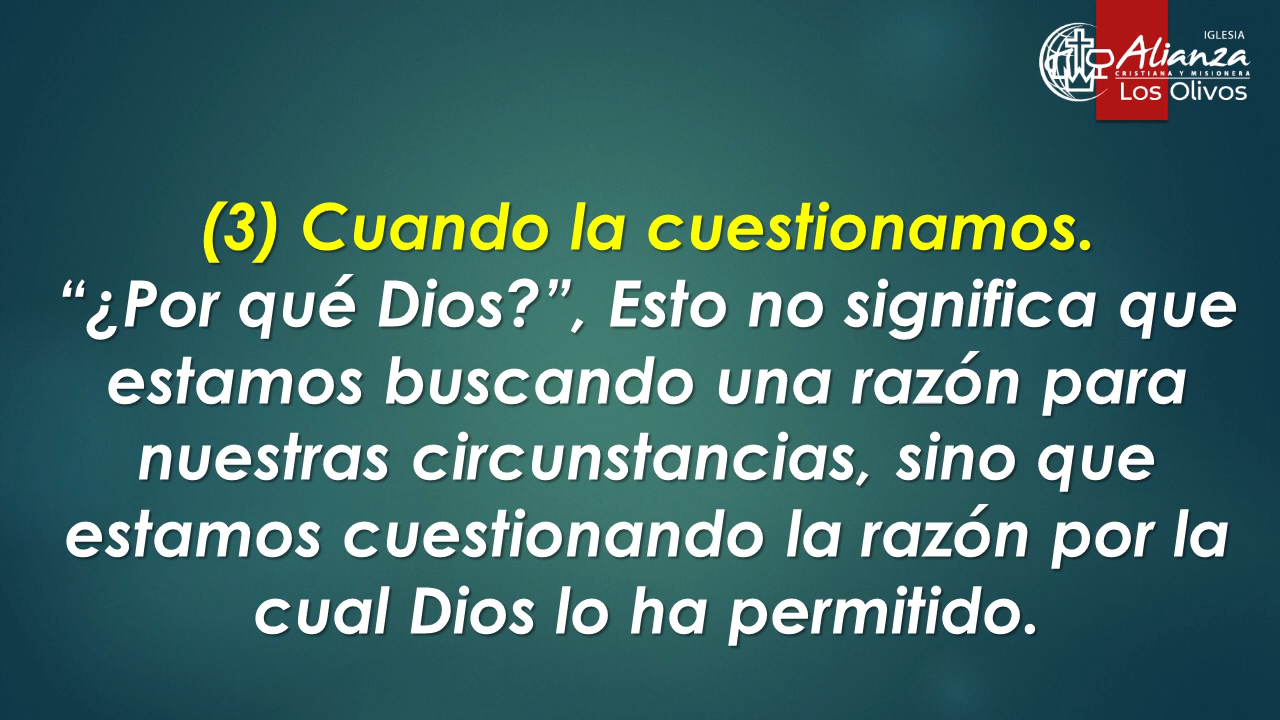 IGLESIA
Alianza
CRISTIANA Y MISIONERA
Los Olivos
(3) Cuando la cuestionamos.
“¿Por qué Dios?”, Esto no significa que
estamos buscando una razón para
nuestras circunstancias, sino que
estamos cuestionando la razón por la
cual Dios lo ha permitido.